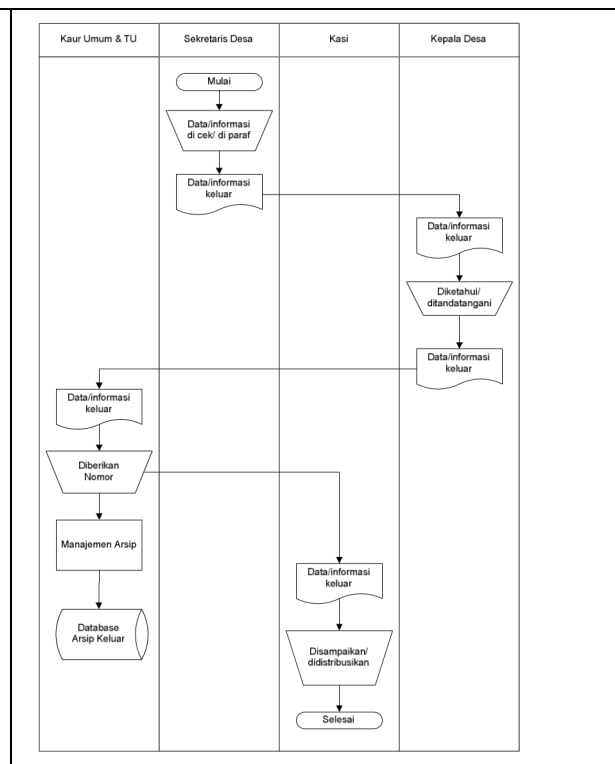 Kaur Umum & TU
Sekretaris Desa
Kasi
Kepala Desa
Mulai
Data/informasi
di cek/ di paraf
Data/informasi
keluar
Data/informasi
keluar
Diketahui/
ditandatangani
Data/informasi
keluar
Data/informasi
keluar
Diberikan
Nomor
Manajemen Arsip
Database
Arsip Keluar
Data/informasi
keluar
Disampaikan/
didistribusikan
Selesai